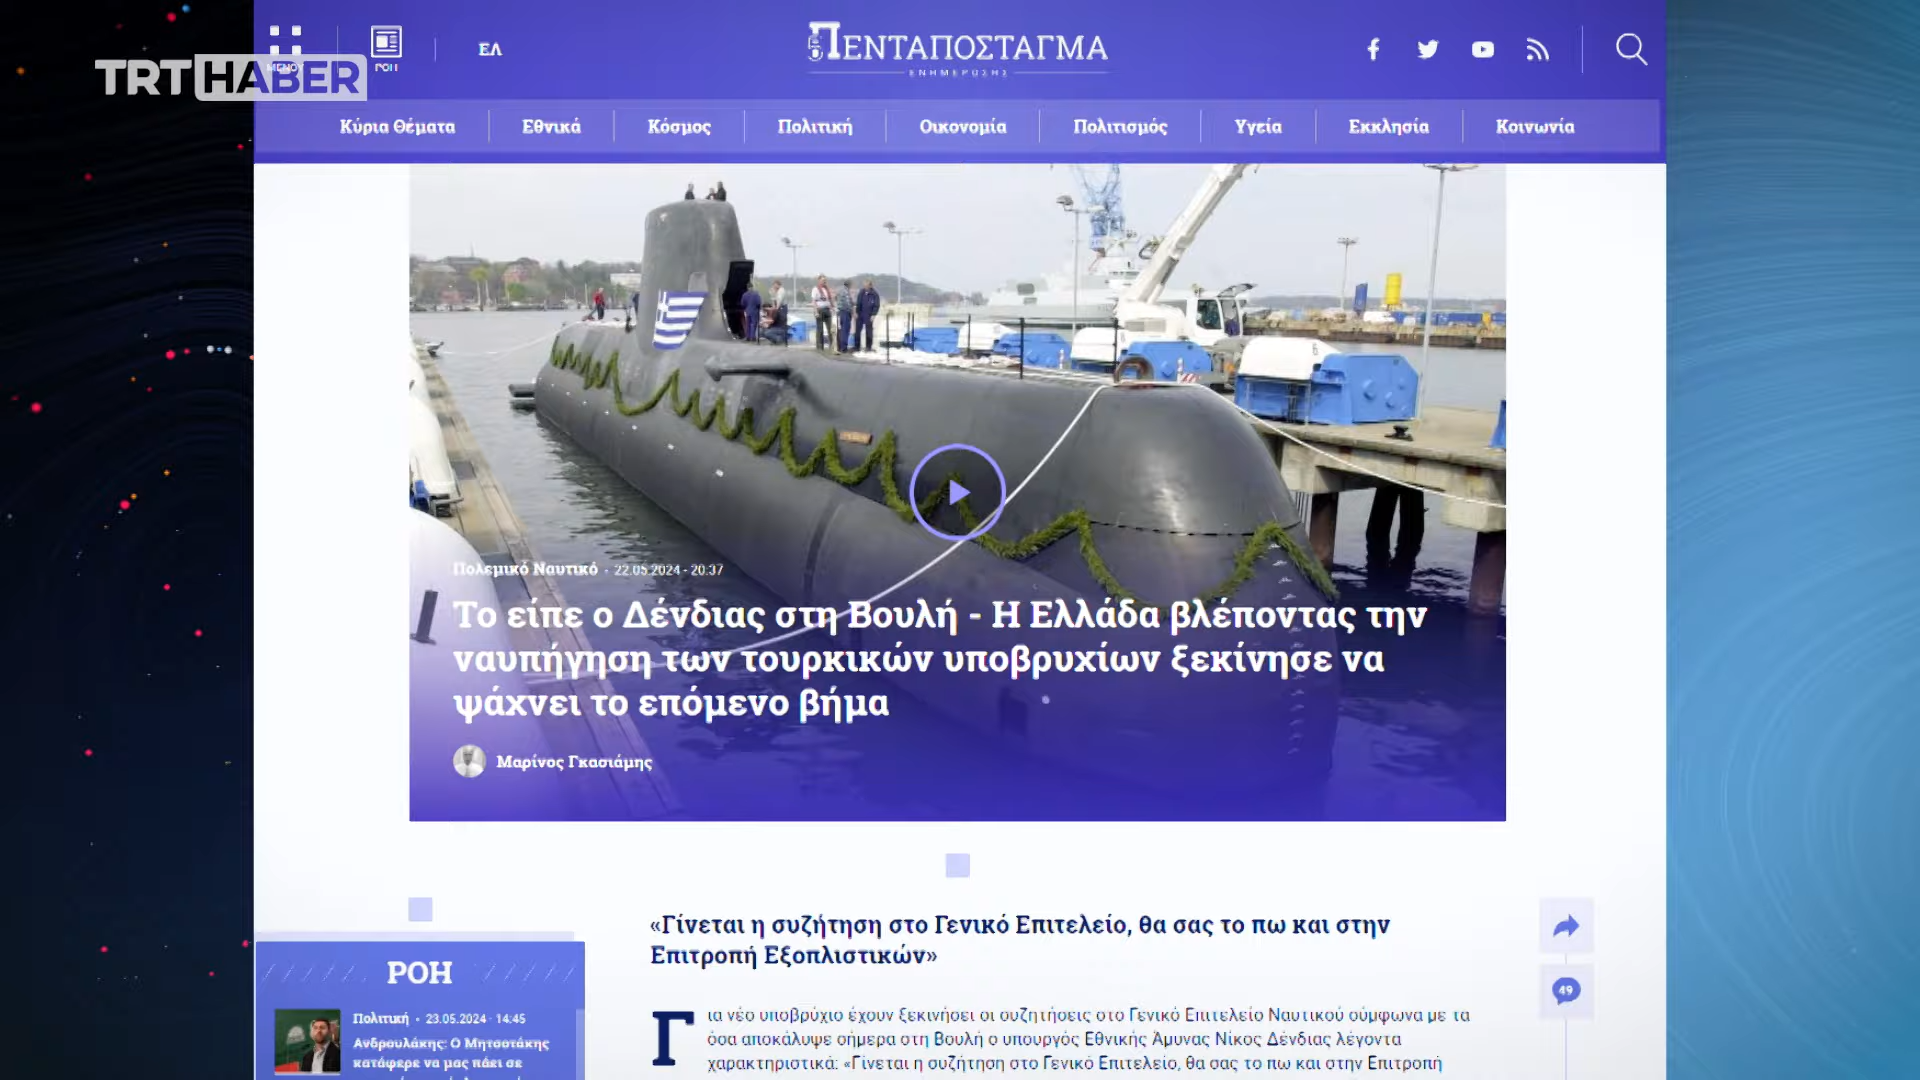 TRT HABER
ΜΕΝΟΥ
ΡΟΗ
ΕΛ
ΠΕΝΤΑΠΟΣΤΑΓΜΑ
ΕΝΗΜΕΡΩΣΗΣ
Κύρια Θέματα
Εθνικά
Κόσμος
Πολιτική
Οικονομία
Πολιτισμός
Υγεία
Εκκλησία
Κοινωνία
Πολεμικό Ναυτικό - 22.05.2024 - 20:37
Το είπε ο Δένδιας στη Βουλή - Η Ελλάδα βλέποντας την
ναυπήγηση των τουρκικών υποβρυχίων ξεκίνησε να
ψάχνει το επόμενο βήμα
Μαρίνος Γκασιάμης
«Γίνεται η συζήτηση στο Γενικό Επιτελείο, θα σας το πω και στην
Επιτροπή Εξοπλιστικών»
49
ΡΟΗ
Πολιτική - 23.05.2024 - 14:45
Ανδρουλάκης: Ο Μητσοτάκης
κατάφερε να μας πάει σε
Για νέο υποβρύχιο έχουν ξεκινήσει οι συζητήσεις στο Γενικό Επιτελείο Ναυτικού σύμφωνα με τα
όσα αποκάλυψε σήμερα στη Βουλή ο υπουργός Εθνικής Άμυνας Νίκος Δένδιας λέγοντα
χαρακτηριστικά: «Γίνεται η συζήτηση στο Γενικό Επιτελείο, θα σας το πω και στην Επιτροπή